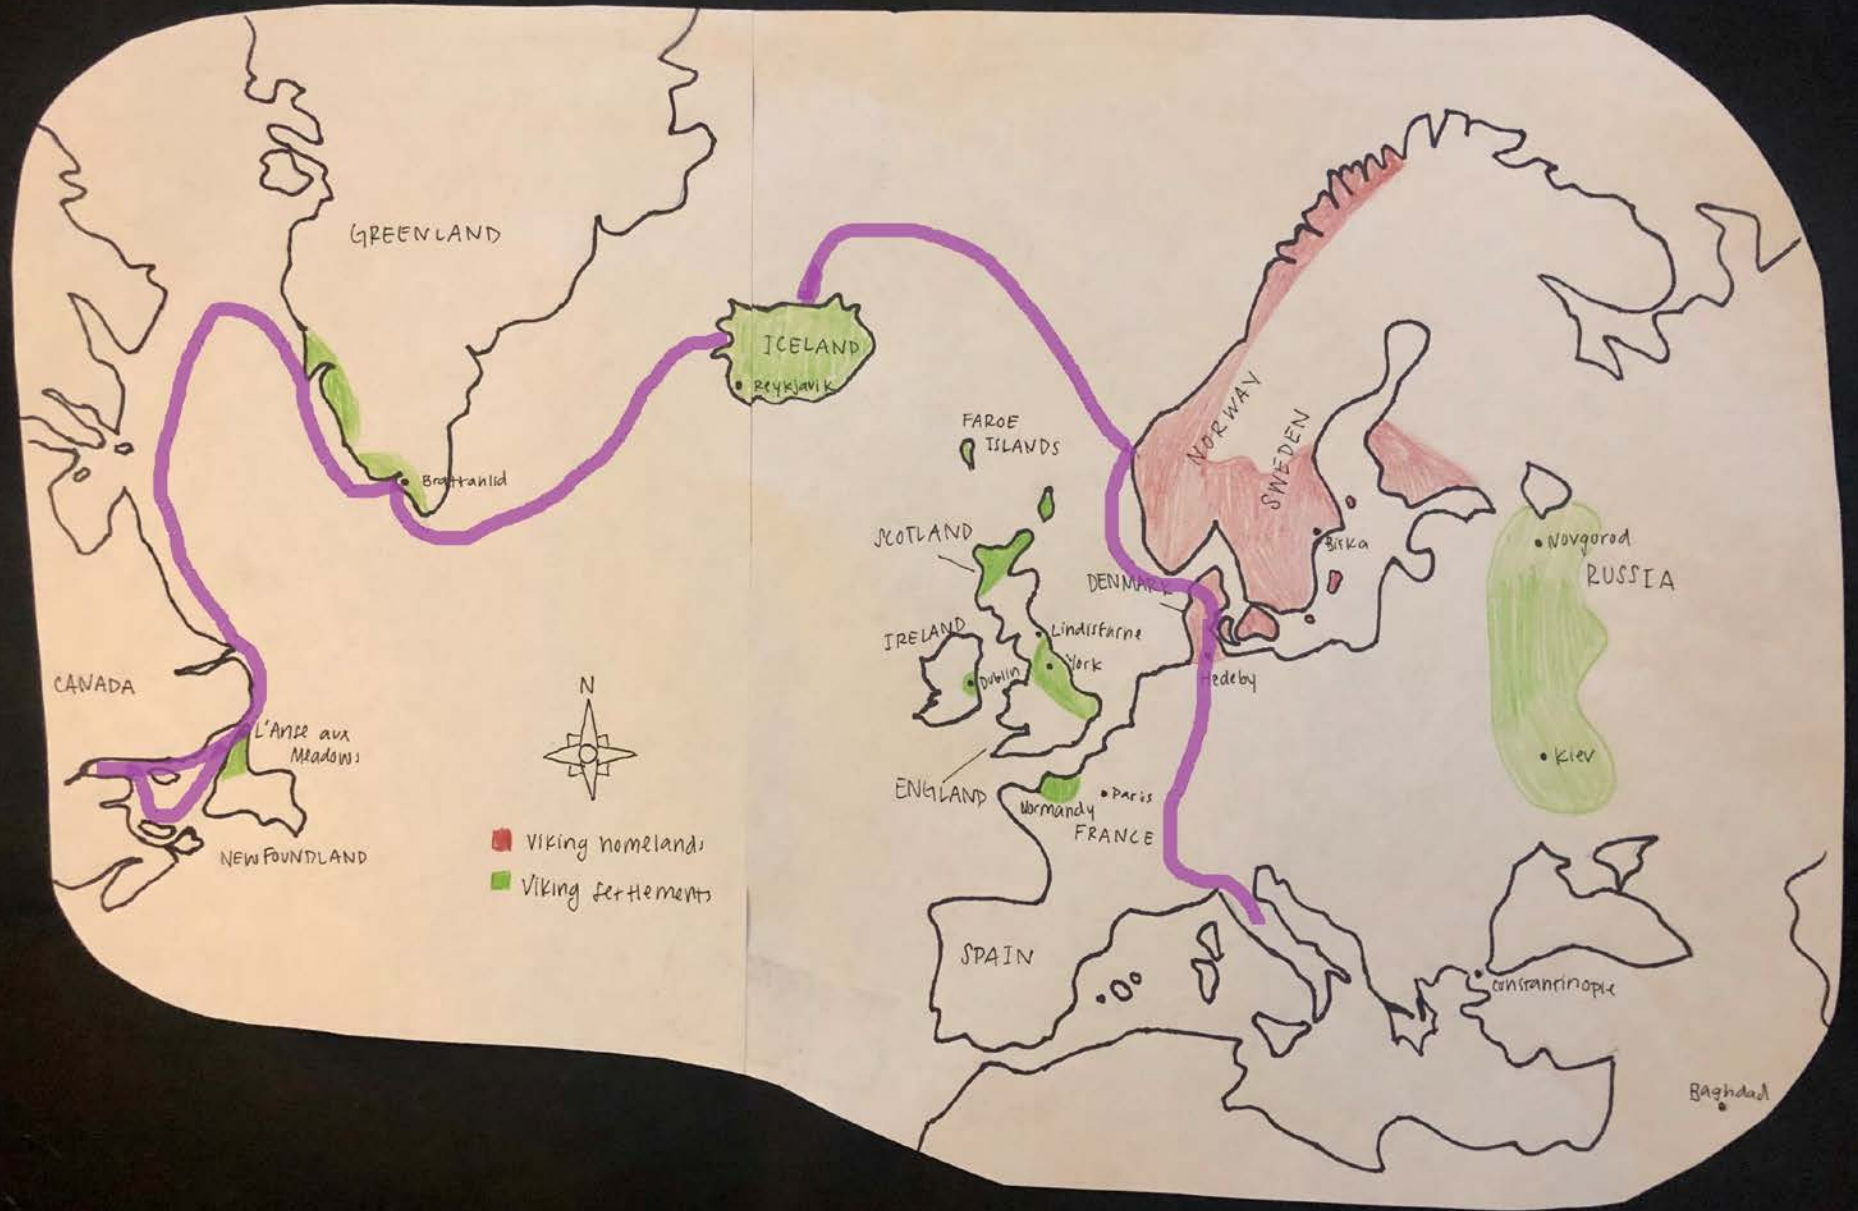 GREENLAND
ICELAND
Reykjavik
Brattahlid
FAROE
ISLANDS
NORWAY
SWEDEN
SCOTLAND
Birka
Novgorod
RUSSIA
DENMARK
IRELAND
Lindisfarne
Dublin
York
Hedeby
CANADA
N
L'Anse aux
Meadows
Kiev
ENGLAND
Normandy
Paris
FRANCE
NEWFOUNDLAND
Viking homelands
Viking settlements
SPAIN
Constantinople
Baghdad